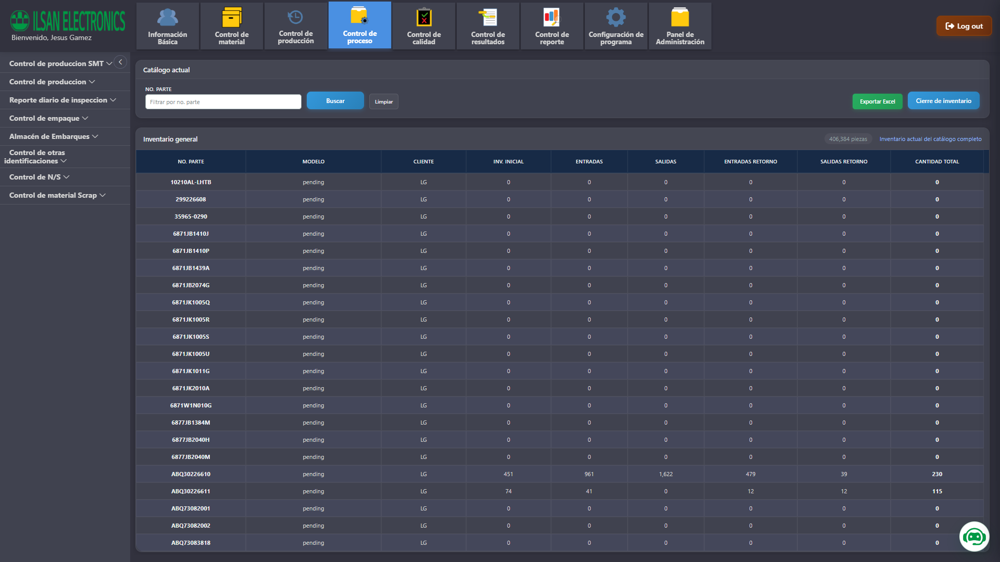 ILSAN ELECTRONICS
Bienvenido, Jesus Gamez
Información Básica
Control de material
Control de producción
Control de proceso
Control de calidad
Control de resultados
Control de reporte
Configuración de programa
Panel de Administración
Log out
Control de produccion SMT
Control de produccion
Reporte diario de inspeccion
Control de empaque
Almacén de Embarques
Control de otras
identificaciones
Control de N/S
Control de material Scrap
Catálogo actual
NO. PARTE
Filtrar por no. parte
Buscar
Limpiar
Exportar Excel
Cierre de inventario
Inventario general
406,384 piezas
Inventario actual del catálogo completo
NO. PARTE MODELO CLIENTE INV. INICIAL ENTRADAS SALIDAS ENTRADAS RETORNO SALIDAS RETORNO CANTIDAD TOTAL
10210AL-LHTB pending LG 0 0 0 0 0 0
299226608 pending LG 0 0 0 0 0 0
35965-0290 pending LG 0 0 0 0 0 0
6871JB1410J pending LG 0 0 0 0 0 0
6871JB1410P pending LG 0 0 0 0 0 0
6871JB1439A pending LG 0 0 0 0 0 0
6871JB2074G pending LG 0 0 0 0 0 0
6871JK1005Q pending LG 0 0 0 0 0 0
6871JK1005R pending LG 0 0 0 0 0 0
6871JK1005S pending LG 0 0 0 0 0 0
6871JK1005U pending LG 0 0 0 0 0 0
6871JK1011G pending LG 0 0 0 0 0 0
6871JK2010A pending LG 0 0 0 0 0 0
6871W1N010G pending LG 0 0 0 0 0 0
6877JB1384M pending LG 0 0 0 0 0 0
6877JB2040H pending LG 0 0 0 0 0 0
6877JB2040M pending LG 0 0 0 0 0 0
ABQ30226610 pending LG 451 961 1,622 479 39 230
ABQ30226611 pending LG 74 41 0 12 12 115
ABQ73082001 pending LG 0 0 0 0 0 0
ABQ73082002 pending LG 0 0 0 0 0 0
ABQ73083818 pending LG 0 0 0 0 0 0